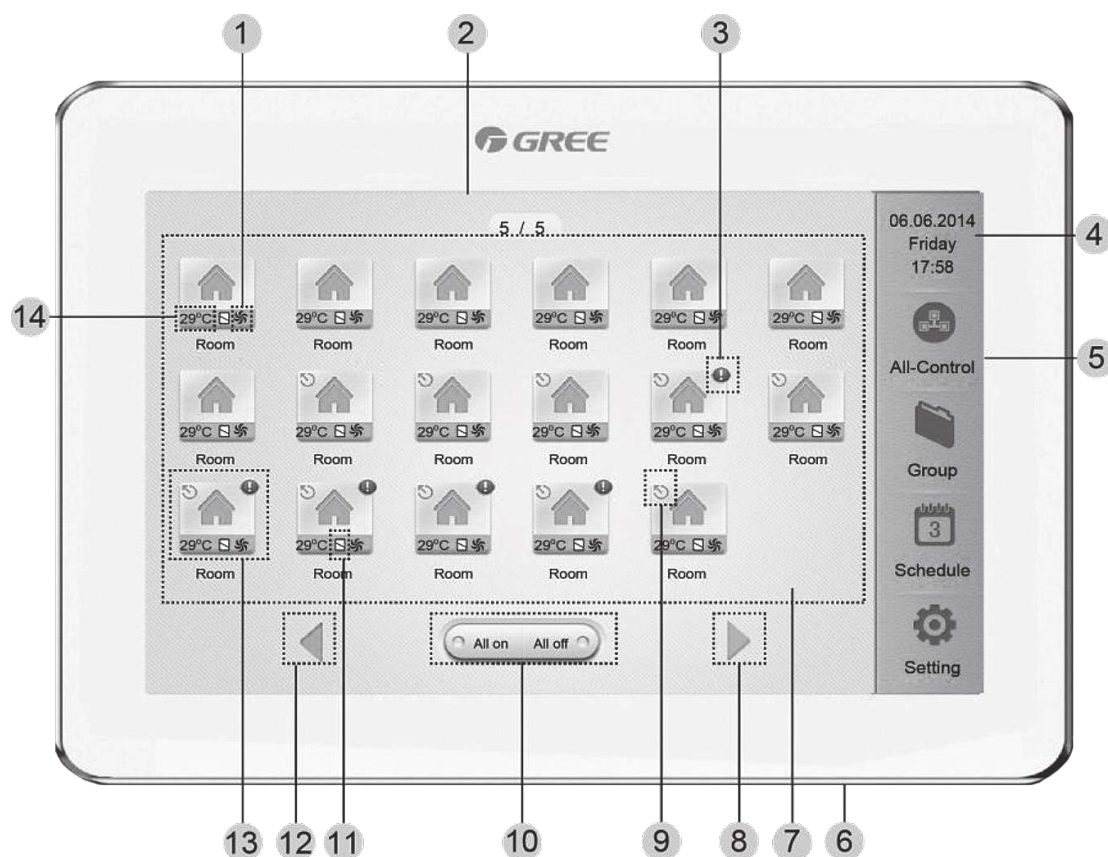 1 2 3
GREE
5 / 5
06.06.2014
Friday
17:58
4
14
29°C 29°C 29°C 29°C 29°C 29°C
Room Room Room Room Room Room
All-Control
5
29°C 29°C 29°C 29°C 29°C 29°C
Room Room Room Room Room Room
Group
3
29°C 29°C 29°C 29°C 29°C
Room Room Room Room Room
Schedule
All on All off
Setting
13 12 11 10 9 8 7 6